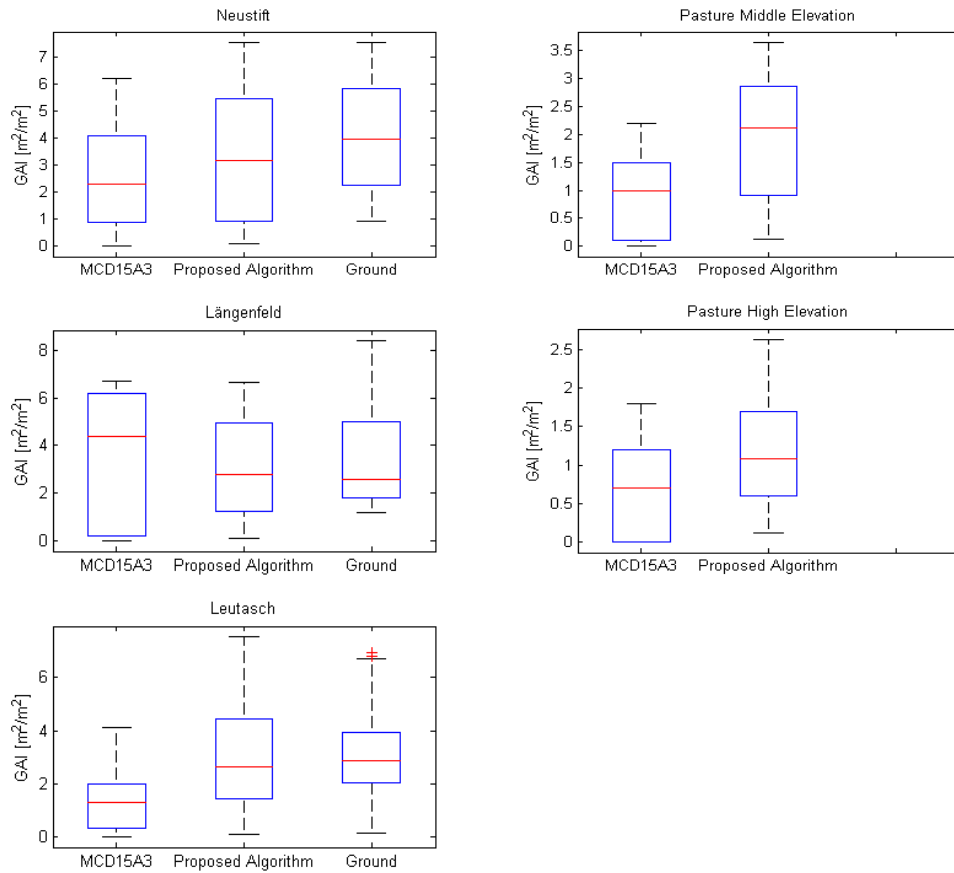 Neustift
GAI [m²/m²]
7
6
5
4
3
2
1
0
MCD15A3 Proposed Algorithm Ground
Pasture Middle Elevation
GAI [m²/m²]
3.5
3
2.5
2
1.5
1
0.5
0
MCD15A3 Proposed Algorithm
Längenfeld
GAI [m²/m²]
8
6
4
2
0
MCD15A3 Proposed Algorithm Ground
Pasture High Elevation
GAI [m²/m²]
2.5
2
1.5
1
0.5
0
MCD15A3 Proposed Algorithm
Leutasch
GAI [m²/m²]
6
4
2
0
MCD15A3 Proposed Algorithm Ground